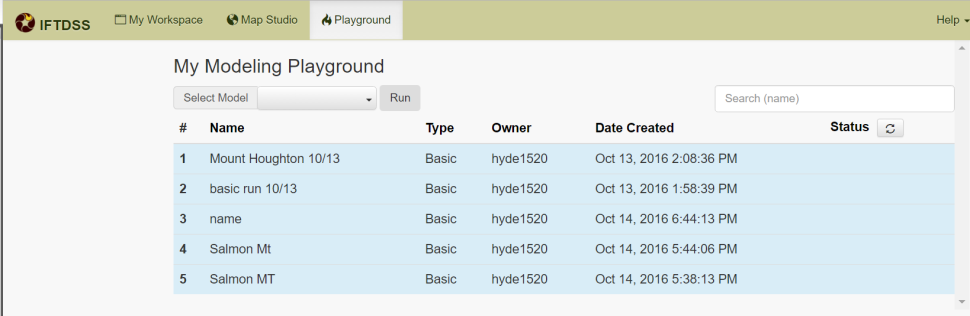 IFTDSS My Workspace Map Studio Playground Help
My Modeling Playground
Select Model Run Search (name)
# Name Type Owner Date Created Status
1 Mount Houghton 10/13 Basic hyde1520 Oct 13, 2016 2:08:36 PM
2 basic run 10/13 Basic hyde1520 Oct 13, 2016 1:58:39 PM
3 name Basic hyde1520 Oct 14, 2016 6:44:13 PM
4 Salmon Mt Basic hyde1520 Oct 14, 2016 5:44:06 PM
5 Salmon MT Basic hyde1520 Oct 14, 2016 5:38:13 PM